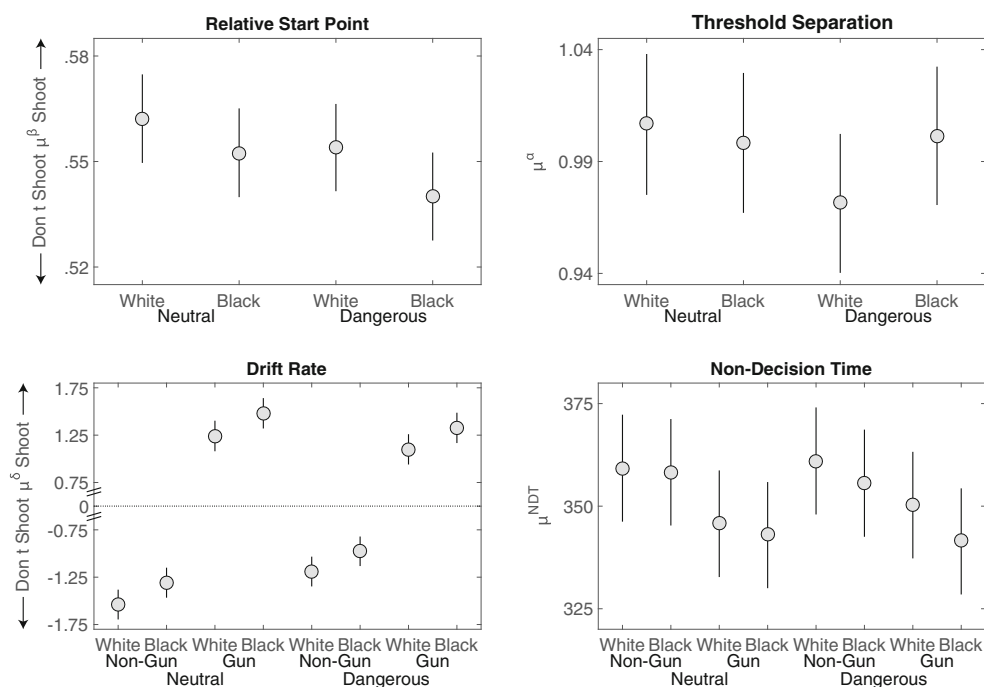 Relative Start Point
.58
.55
.52
Don t Shoot μβ Shoot
White Black White Black
Neutral Dangerous
Threshold Separation
1.04
0.99
0.94
μα
White Black White Black
Neutral Dangerous
Drift Rate
1.75
1.25
0.75
0
-0.75
-1.25
-1.75
Don t Shoot μδ Shoot
White Black White Black White Black White Black
Non-Gun Gun Non-Gun Gun
Neutral Dangerous
Non-Decision Time
375
350
325
μNDT
White Black White Black White Black White Black
Non-Gun Gun Non-Gun Gun
Neutral Dangerous